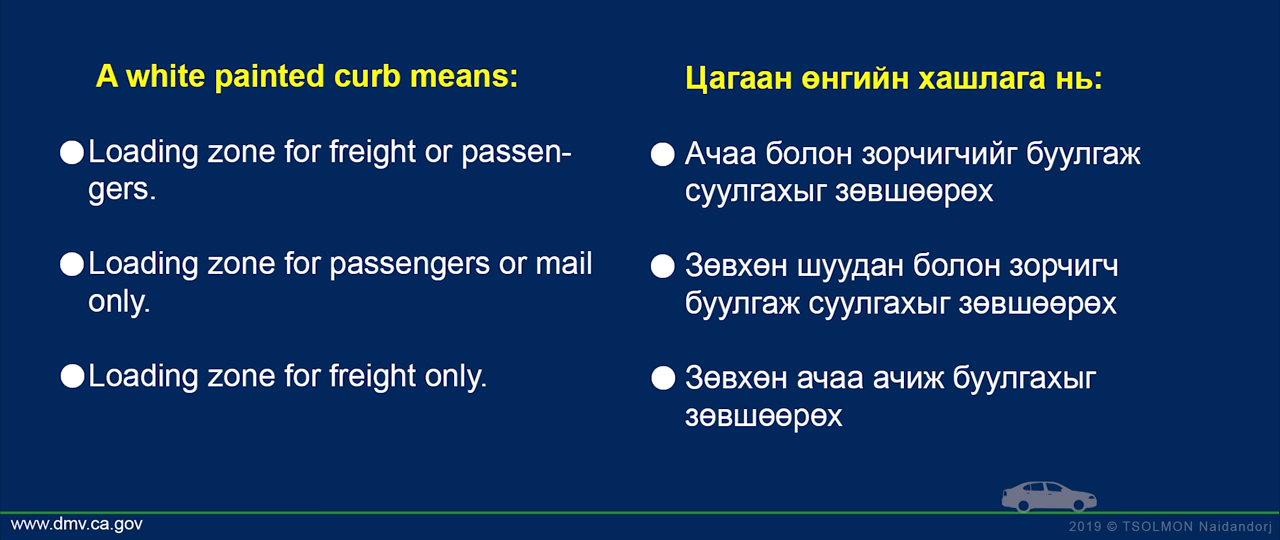 A white painted curb means:
Loading zone for freight or passen-
gers.
Loading zone for passengers or mail
only.
Loading zone for freight only.
Цагаан өнгийн хашлага нь:
Ачаа болон зорчигчийг буулгаж
суулгахыг зөвшөөрөх
Зөвхөн шуудан болон зорчигч
буулгаж суулгахыг зөвшөөрөх
Зөвхөн ачаа ачиж буулгахыг
зөвшөөрөх
www.dmv.ca.gov
2019 © TSOLMON Naidandorj